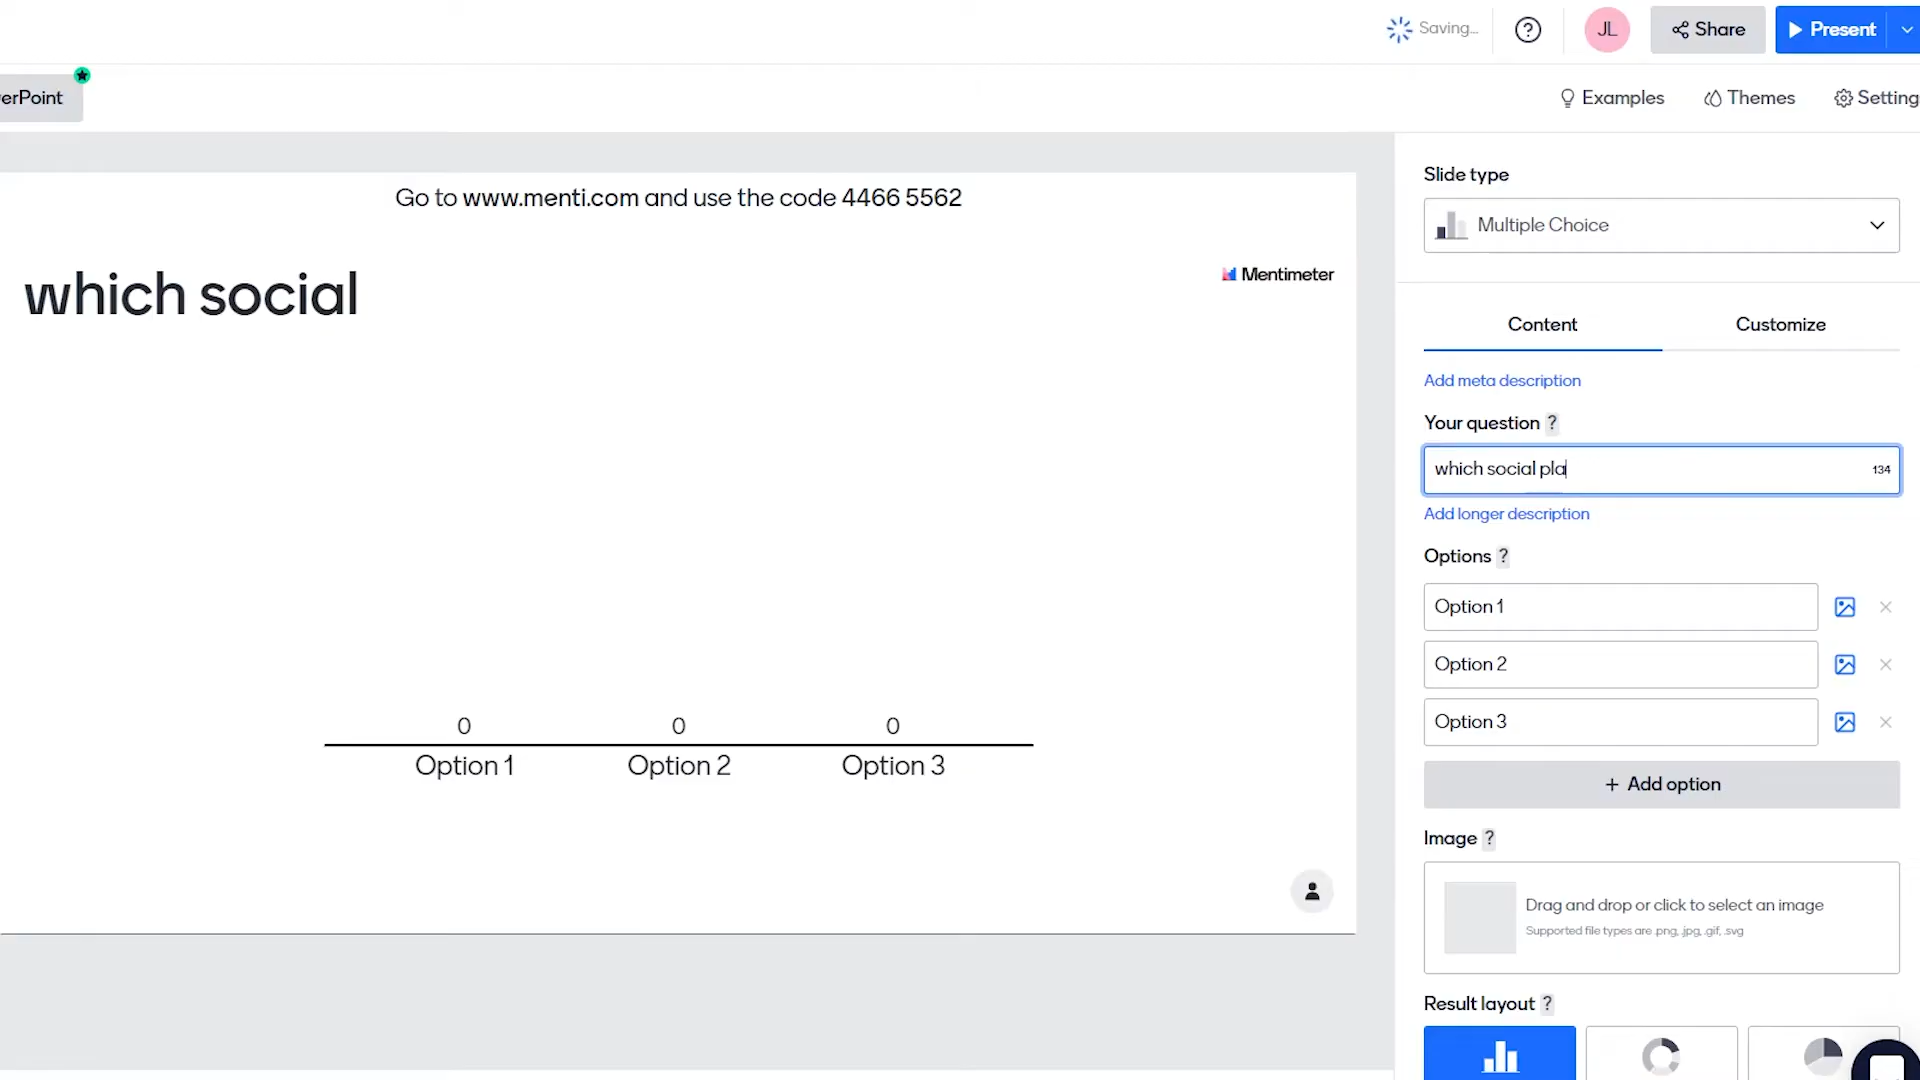 Saving...
?
JL
Share
Present
erPoint
Examples
Themes
Setting
Go to www.menti.com and use the code 4466 5562
Mentimeter
which social
0
0
0
Option 1
Option 2
Option 3
Slide type
Multiple Choice
Content
Customize
Add meta description
Your question ?
which social pla
134
Add longer description
Options ?
Option 1
Option 2
Option 3
+ Add option
Image ?
Drag and drop or click to select an image
Supported file types are .png, .jpg, .gif, .svg
Result layout ?